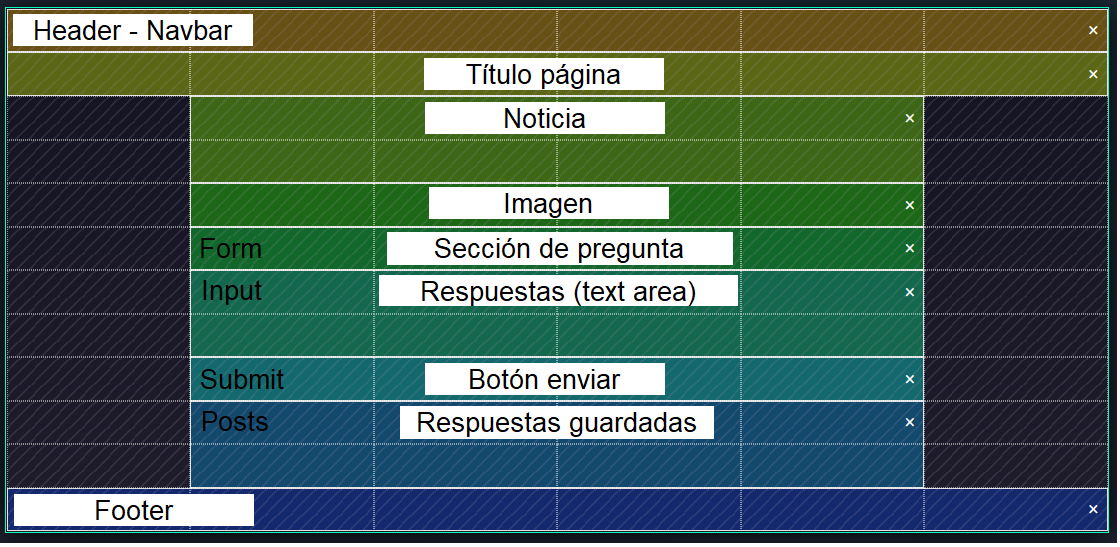 Header - Navbar ×
Título página ×
Noticia ×
Imagen ×
Form Sección de pregunta ×
Input Respuestas (text area) ×
Submit Botón enviar ×
Posts Respuestas guardadas ×
Footer ×